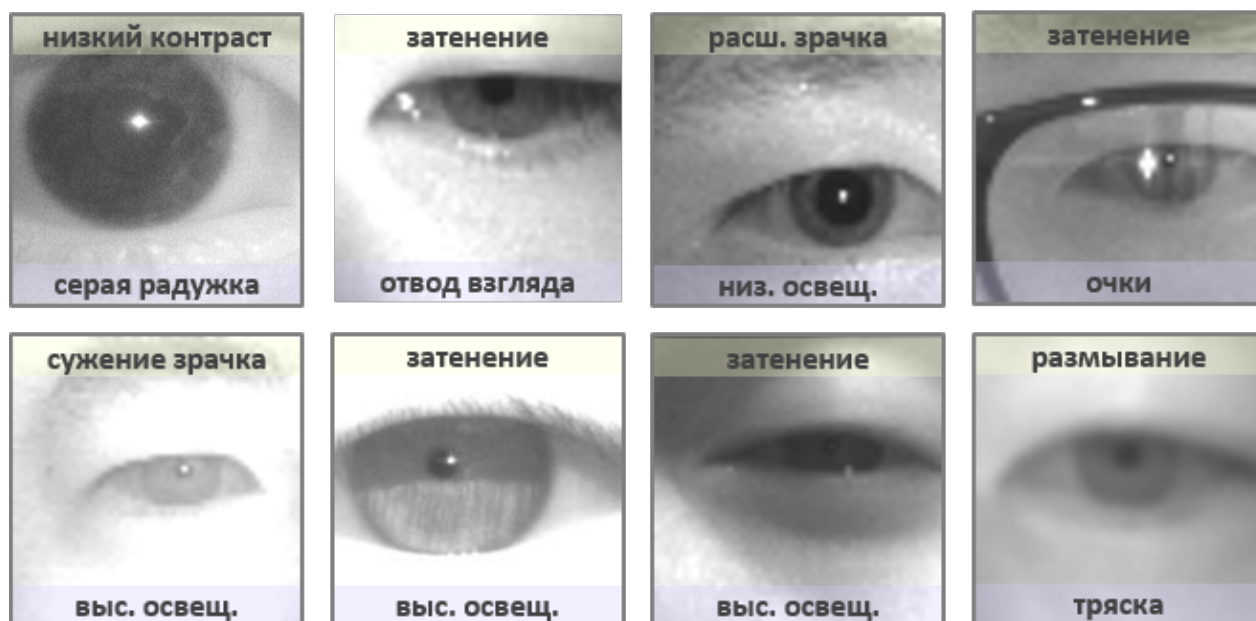 низкий контраст
серая радужка
затенение
отвод взгляда
расш. зрачка
низ. освещ.
затенение
очки
сужение зрачка
выс. освещ.
затенение
выс. освещ.
затенение
выс. освещ.
размывание
тряска